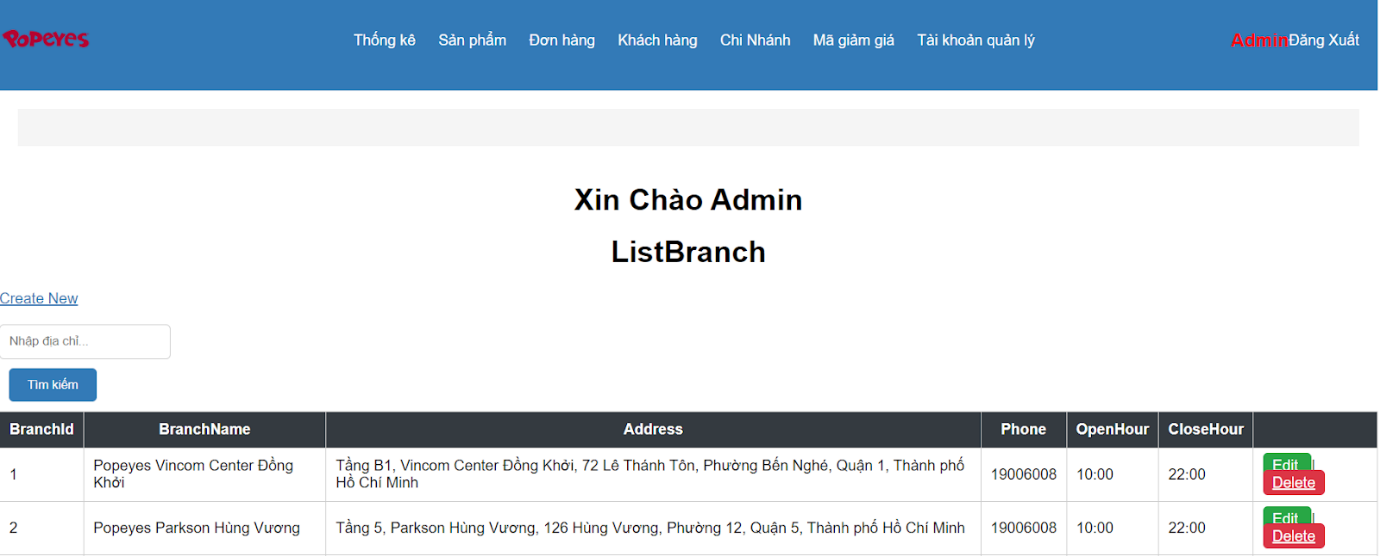 POPEYES
Thống kê Sản phẩm Đơn hàng Khách hàng Chi Nhánh Mã giảm giá Tài khoản quản lý AdminĐăng Xuất
Xin Chào Admin
ListBranch
Create New
Nhập địa chỉ...
Tìm kiếm
BranchId BranchName Address Phone OpenHour CloseHour
1 Popeyes Vincom Center Đồng Khởi Tầng B1, Vincom Center Đồng Khởi, 72 Lê Thánh Tôn, Phường Bến Nghé, Quận 1, Thành phố Hồ Chí Minh 19006008 10:00 22:00 Edit | Delete
2 Popeyes Parkson Hùng Vương Tầng 5, Parkson Hùng Vương, 126 Hùng Vương, Phường 12, Quận 5, Thành phố Hồ Chí Minh 19006008 10:00 22:00 Edit | Delete